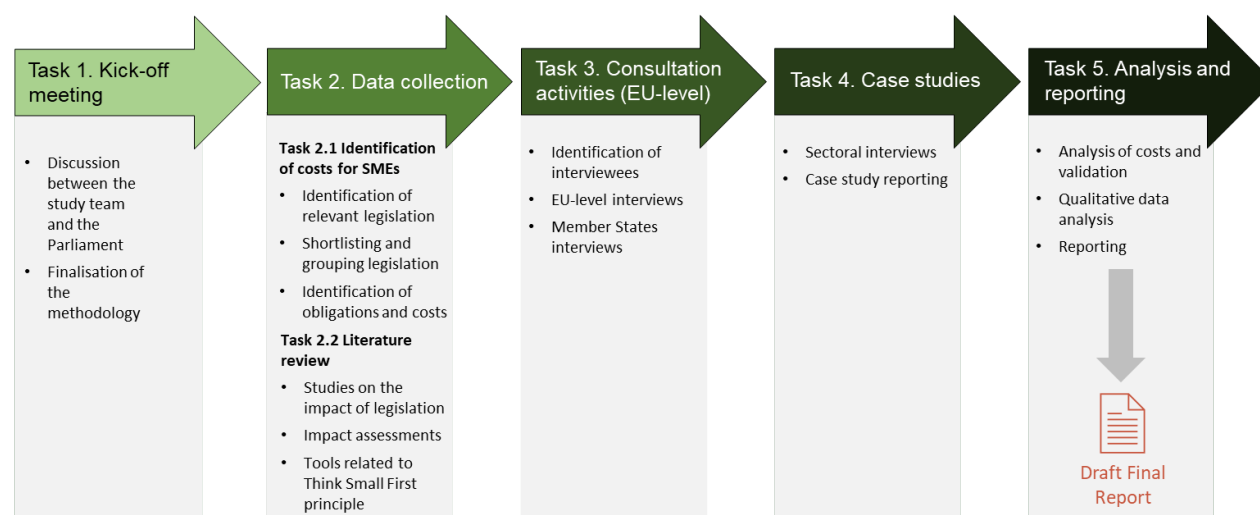 Task 1. Kick-off
meeting
• Discussion
between the
study team
and the
Parliament
• Finalisation of
the
methodology
Task 2. Data collection
Task 2.1 Identification
of costs for SMEs
• Identification of
relevant legislation
• Shortlisting and
grouping legislation
• Identification of
obligations and costs
Task 2.2 Literature
review
• Studies on the
impact of legislation
• Impact assessments
• Tools related to
Think Small First
principle
Task 3. Consultation
activities (EU-level)
• Identification of
interviewees
• EU-level interviews
• Member States
interviews
Task 4. Case studies
• Sectoral interviews
• Case study reporting
Task 5. Analysis and
reporting
• Analysis of costs and
validation
• Qualitative data
analysis
• Reporting
Draft Final
Report